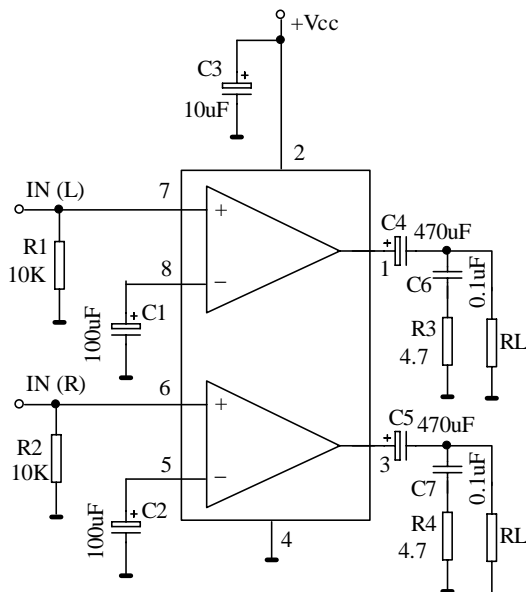 +Vcc
C3
+
10uF
2
IN (L)
7
+
C4
+
470uF
R1
10K
8
−
1
C6
0.1uF
+
C1
100uF
R3
4.7
RL
IN (R)
6
+
C5
+
470uF
R2
10K
5
−
3
C7
0.1uF
+
C2
100uF
4
R4
4.7
RL